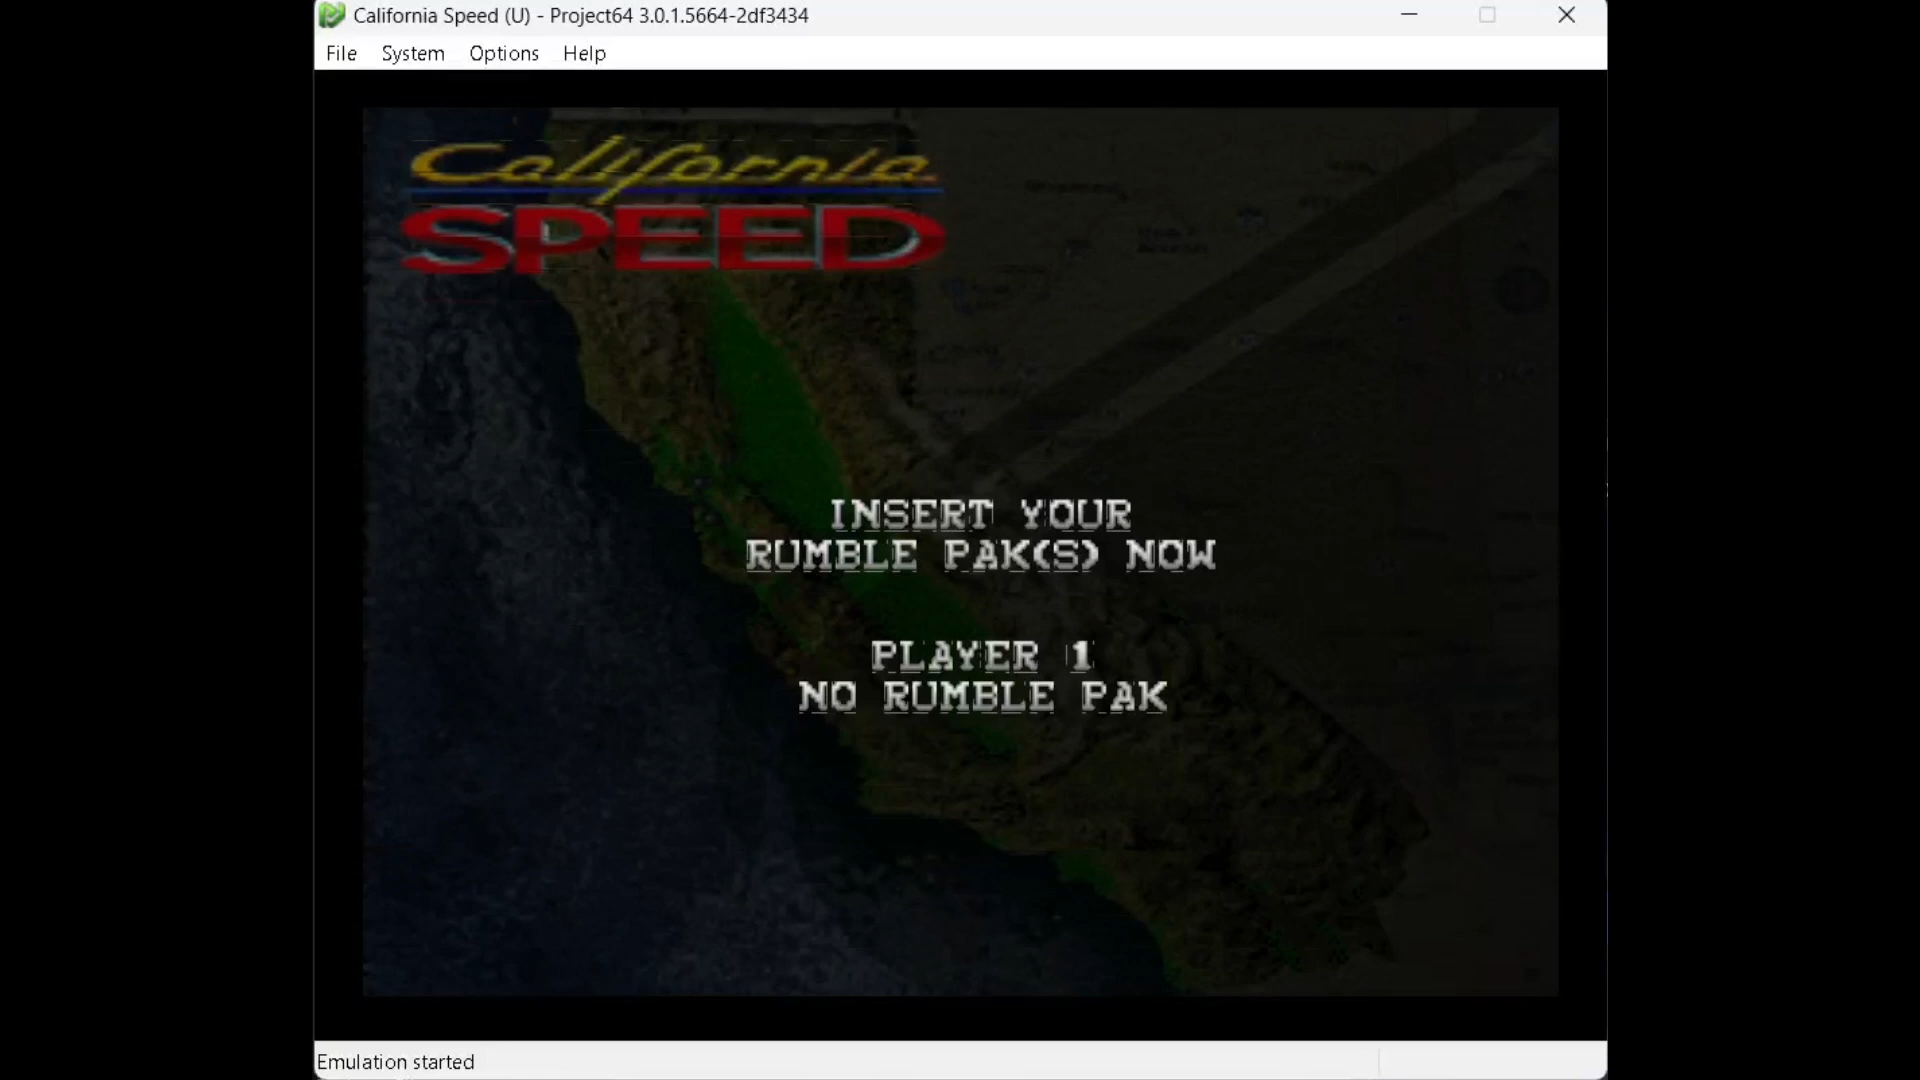 California Speed (U) - Project64 3.0.1.5664-2df3434
File System Options Help
California
SPEED
INSERT YOUR
RUMBLE PAK(S) NOW
PLAYER 1
NO RUMBLE PAK
Emulation started